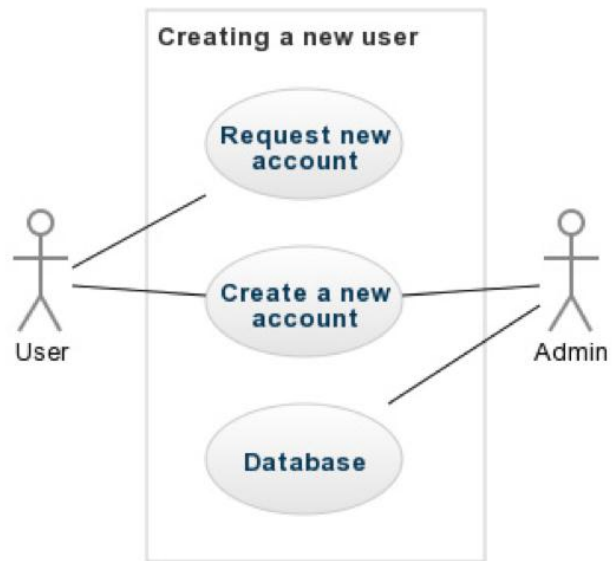 Creating a new user
Request new
account
Create a new
account
User
Admin
Database